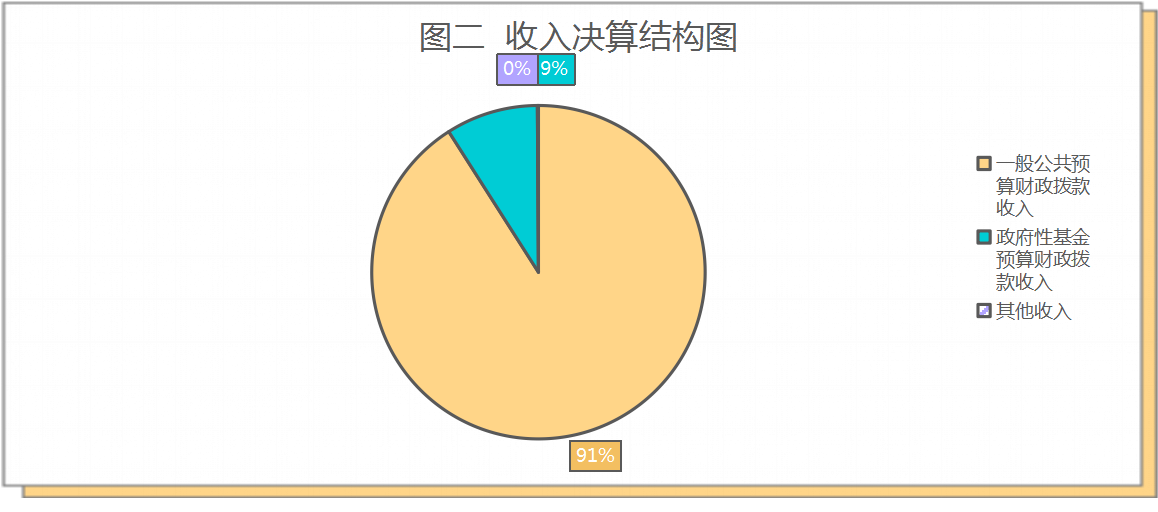 图二 收入决算结构图
0%
9%
91%
一般公共预
算财政拨款
收入
政府性基金
预算财政拨
款收入
其他收入